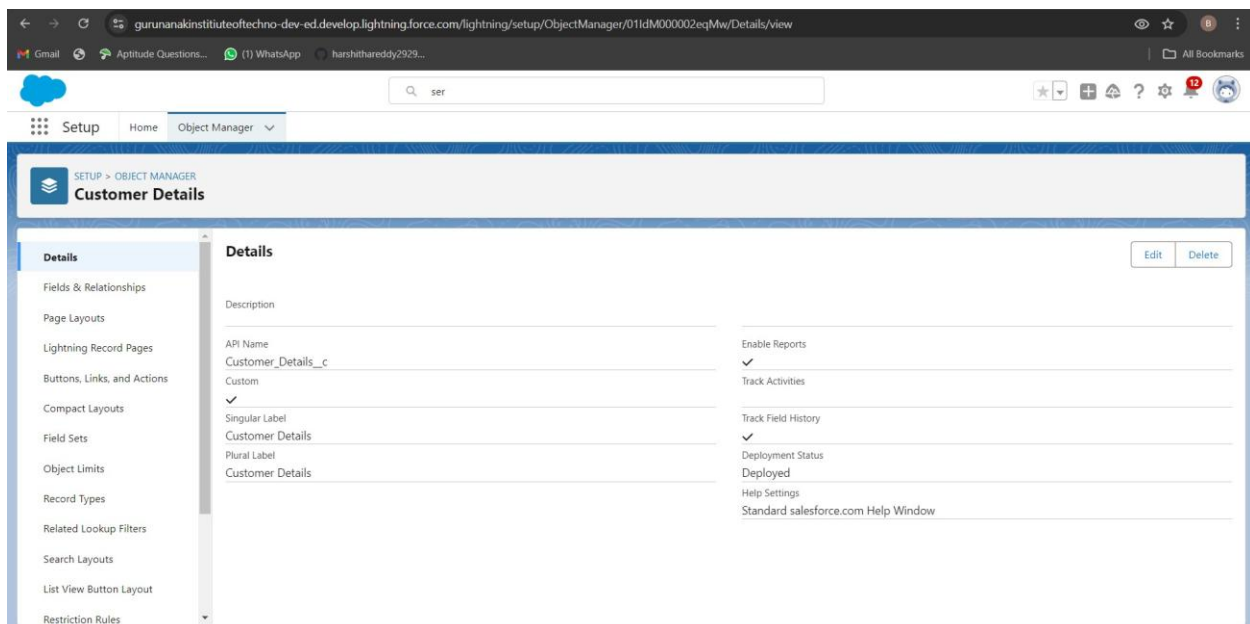 gurunanakinstitiuteoftechno-dev-ed.develop.lightning.force.com/lightning/setup/ObjectManager/01IdM000002eqMw/Details/view
B
Gmail Aptitude Questions... (1) WhatsApp harshithareddy2929... All Bookmarks
ser
12
Setup Home Object Manager
SETUP > OBJECT MANAGER
Customer Details
Details
Fields & Relationships
Page Layouts
Lightning Record Pages
Buttons, Links, and Actions
Compact Layouts
Field Sets
Object Limits
Record Types
Related Lookup Filters
Search Layouts
List View Button Layout
Restriction Rules
Details
Edit Delete
Description
API Name
Customer_Details__c
Custom
Singular Label
Customer Details
Plural Label
Customer Details
Enable Reports
Track Activities
Track Field History
Deployment Status
Deployed
Help Settings
Standard salesforce.com Help Window